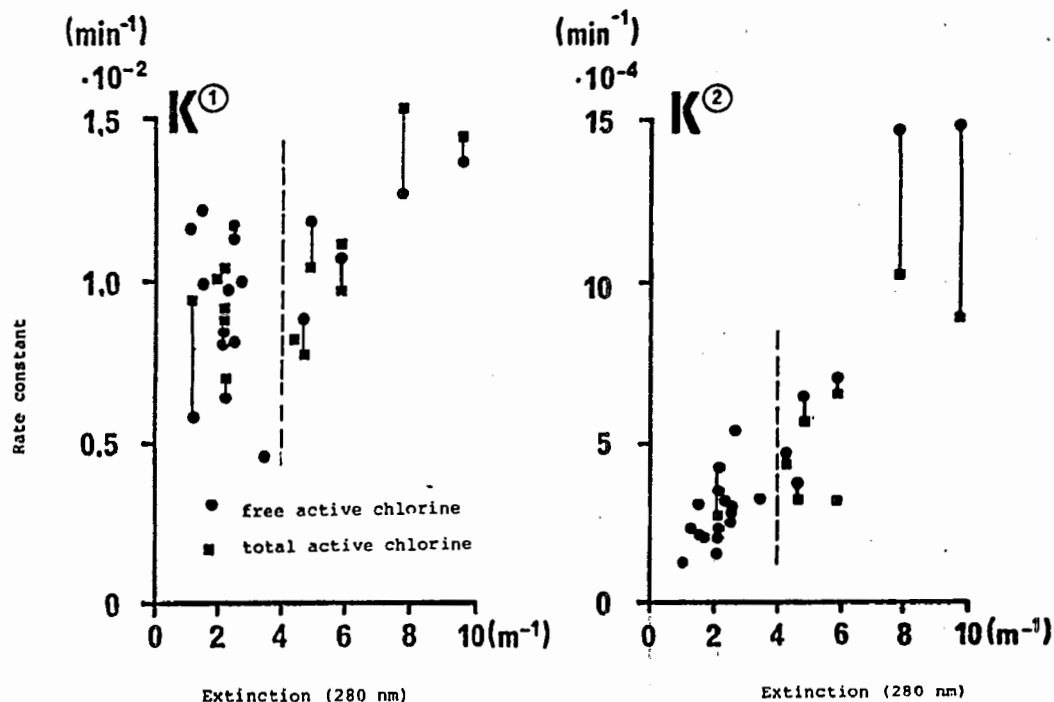 (min⁻¹)
·10⁻²
K①
1,5
1,0
0,5
0
0 2 4 6 8 10 (m⁻¹)
Rate constant
● free active chlorine
■ total active chlorine
Extinction (280 nm)
(min⁻¹)
·10⁻⁴
K②
15
10
5
0
0 2 4 6 8 10 (m⁻¹)
Extinction (280 nm)